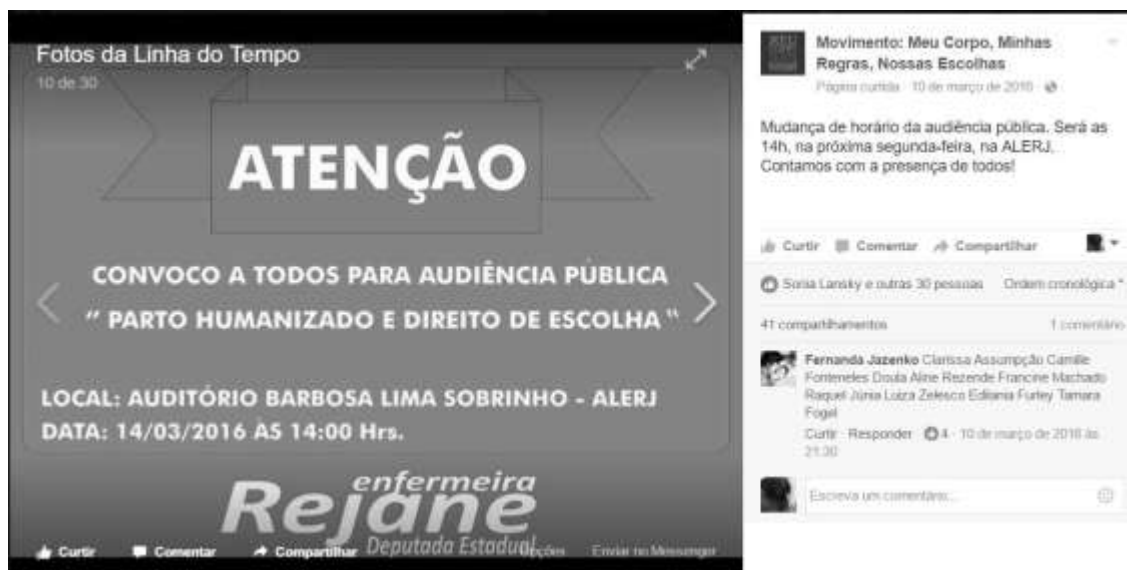 Fotos da Linha do Tempo
10 de 30
ATENÇÃO
CONVOCO A TODOS PARA AUDIÊNCIA PÚBLICA
“ PARTO HUMANIZADO E DIREITO DE ESCOLHA "
LOCAL: AUDITÓRIO BARBOSA LIMA SOBRINHO - ALERJ
DATA: 14/03/2016 ÀS 14:00 Hrs.
enfermeira
Rejane
Deputada Estadual
Curtir Comentar Compartilhar Opções Enviar no Messenger
Movimento: Meu Corpo, Minhas
Regras, Nossas Escolhas
Página curtida · 10 de março de 2016
Mudança de horário da audiência pública. Será as
14h, na próxima segunda-feira, na ALERJ.
Contamos com a presença de todos!
Curtir Comentar Compartilhar
Sonia Lansky e outras 30 pessoas Ordem cronológica
41 compartilhamentos 1 comentário
Fernanda Jazenko Clarissa Assumpção Camille
Fonteneles Doula Aline Rezende Francine Machado
Raquel Júnia Luiza Zelesco Edilania Furley Tamara
Fogel
Curtir · Responder · 4 · 10 de março de 2016 às
21:30
Escreva um comentário...